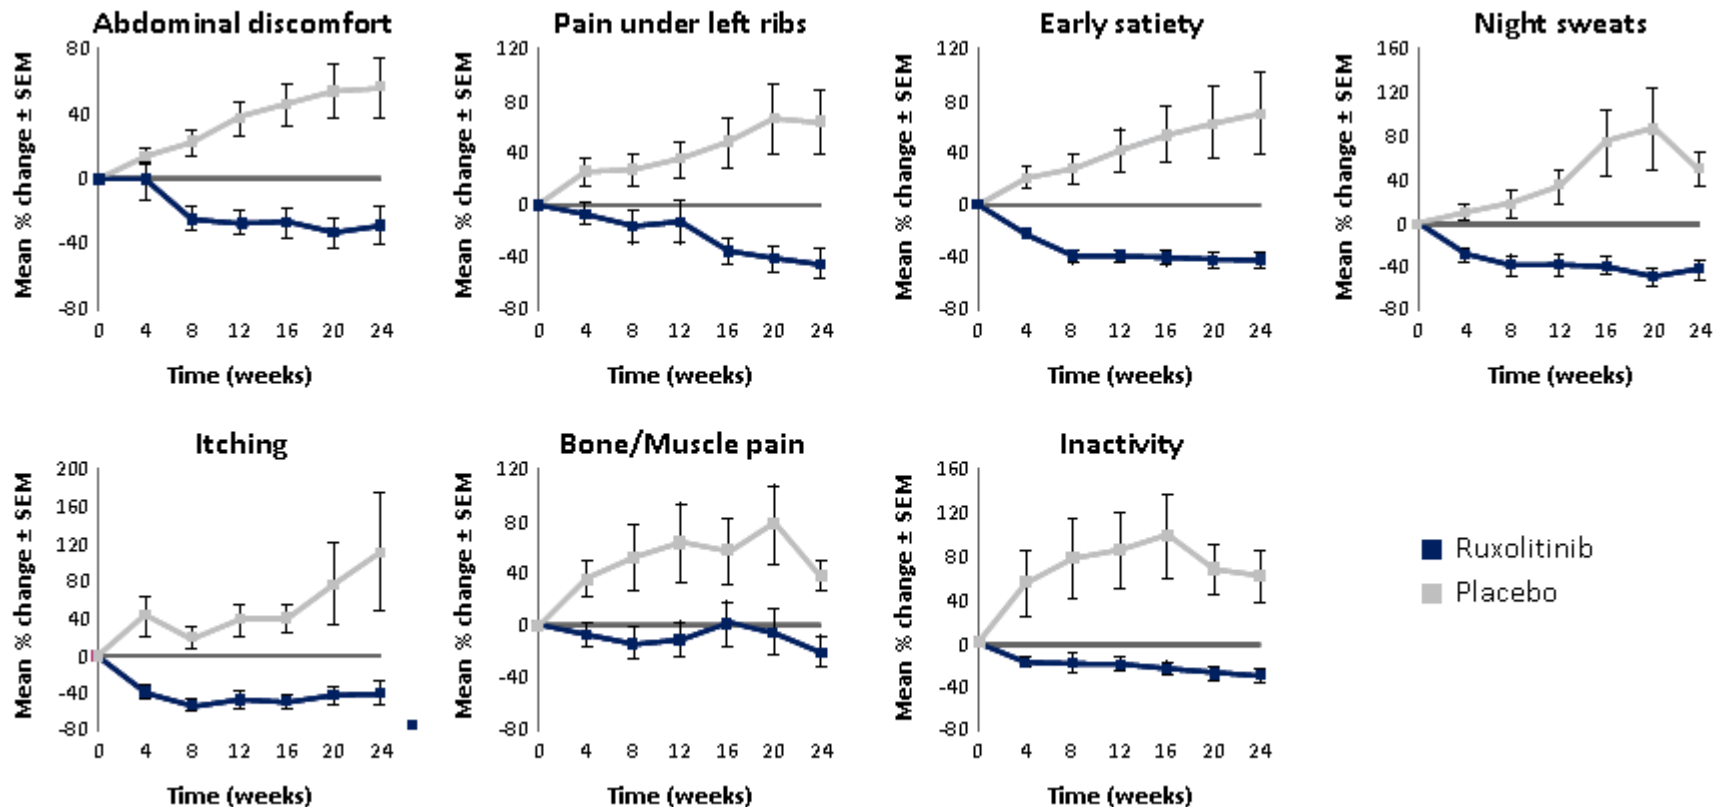 Abdominal discomfort
Mean % change ± SEM
80
40
0
-40
-80
0 4 8 12 16 20 24
Time (weeks)
Pain under left ribs
Mean % change ± SEM
120
80
40
0
-40
-80
0 4 8 12 16 20 24
Time (weeks)
Early satiety
Mean % change ± SEM
120
80
40
0
-40
-80
0 4 8 12 16 20 24
Time (weeks)
Night sweats
Mean % change ± SEM
160
120
80
40
0
-40
-80
0 4 8 12 16 20 24
Time (weeks)
Itching
Mean % change ± SEM
200
160
120
80
40
0
-40
-80
0 4 8 12 16 20 24
Time (weeks)
Bone/Muscle pain
Mean % change ± SEM
120
80
40
0
-40
-80
0 4 8 12 16 20 24
Time (weeks)
Inactivity
Mean % change ± SEM
160
120
80
40
0
-40
-80
0 4 8 12 16 20 24
Time (weeks)
Ruxolitinib
Placebo